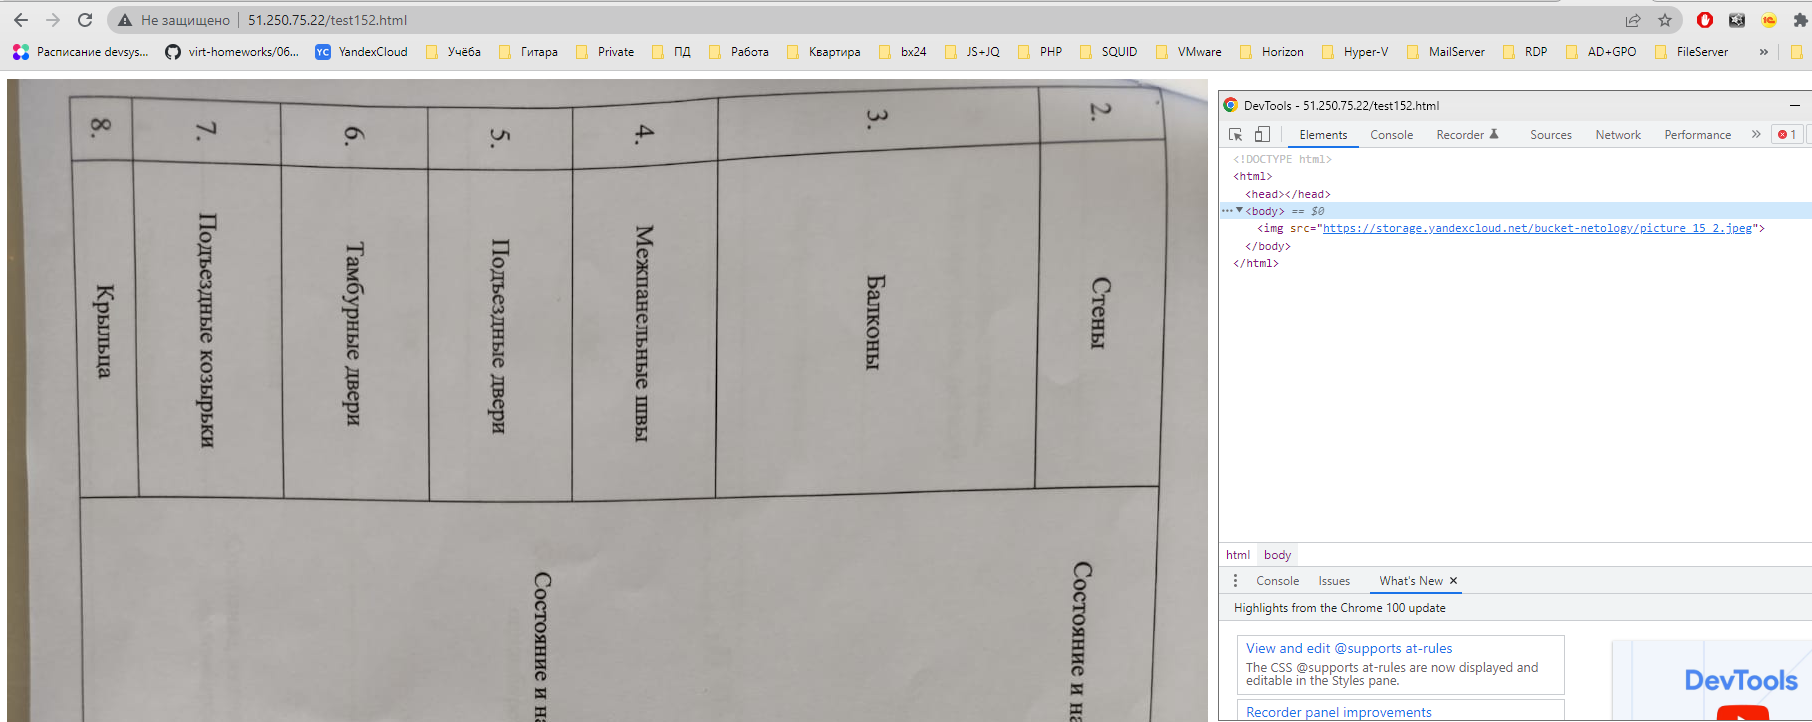 Не защищено
51.250.75.22/test152.html
Расписание devsys...
virt-homeworks/06...
YC
YandexCloud
Учёба
Гитара
Private
ПД
Работа
Квартира
bx24
JS+JQ
PHP
SQUID
VMware
Horizon
Hyper-V
MailServer
RDP
AD+GPO
FileServer
»
2.
Стены
3.
Балконы
4.
Межпанельные швы
5.
Подъездные двери
6.
Тамбурные двери
7.
Подъездные козырьки
8.
Крыльца
Состояние и на
Состояние и на
DevTools - 51.250.75.22/test152.html
Elements
Console
Recorder
Sources
Network
Performance
»
1
<!DOCTYPE html>
<html>
<head></head>
<body> == $0
<img src="https://storage.yandexcloud.net/bucket-netology/picture_15_2.jpeg">
</body>
</html>
html
body
Console
Issues
What's New
Highlights from the Chrome 100 update
View and edit @supports at-rules
The CSS @supports at-rules are now displayed and
editable in the Styles pane.
Recorder panel improvements
DevTools